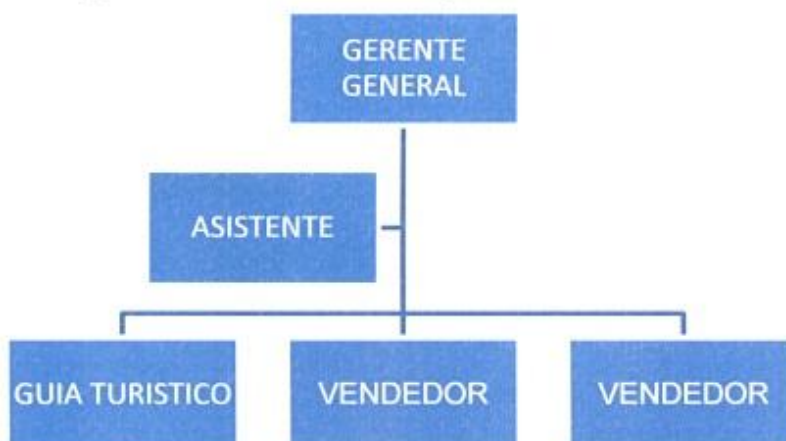 GERENTE
GENERAL
ASISTENTE
GUIA TURISTICO
VENDEDOR
VENDEDOR